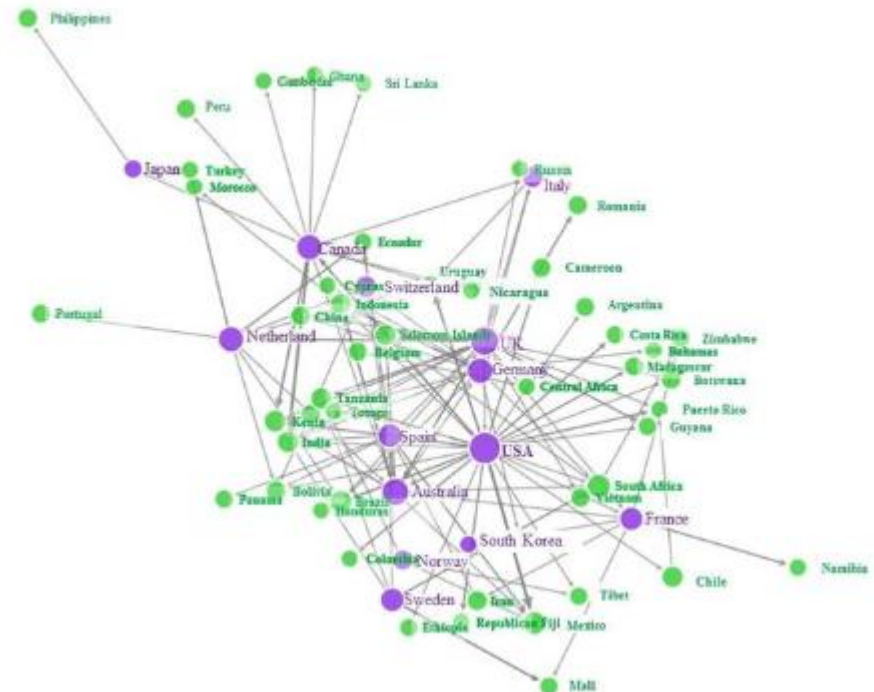 Philippines
Ghana
Cambodia
Sri Lanka
Peru
Japan
Turkey
Morocco
Russia
Italy
Romania
Canada
Ecuador
Cameroon
Uruguay
Cyprus
Switzerland
Nicaragua
Indonesia
Argentina
Portugal
China
Netherland
Solomon Islands
UK
Costa Rica
Zimbabwe
Belgium
Bahamas
German
Madagascar
Botswana
Central Africa
Tanzania
Tonga
Puerto Rico
Kenya
Guyana
India
Spain
USA
South Africa
Panama
Bolivia
Brazil
Australia
Vietnam
Honduras
France
South Korea
Colombia
Norway
Namibia
Chile
Sweden
Iran
Tibet
Ethiopia
Republican Fiji
Mexico
Mali